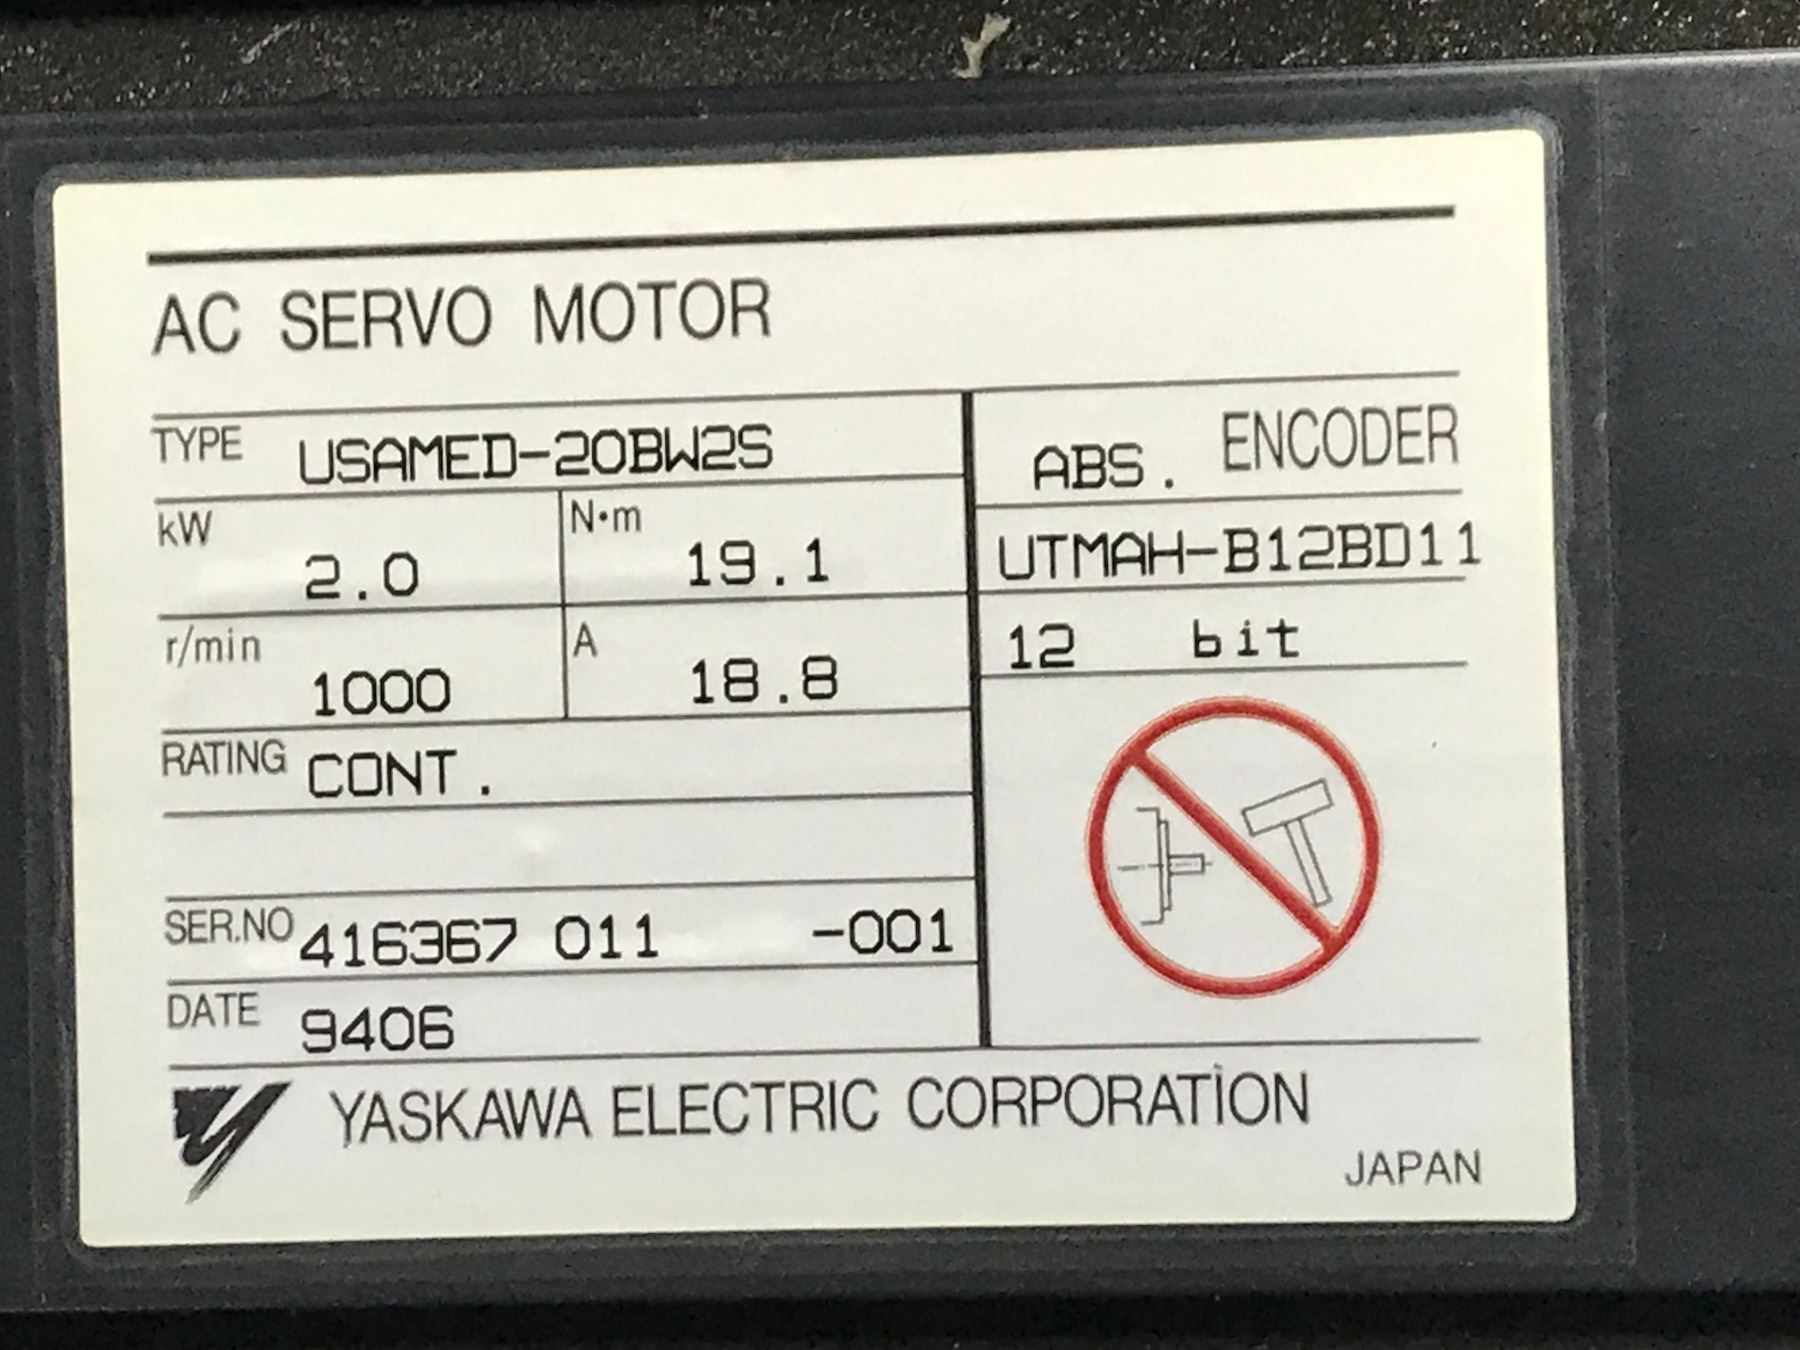 AC SERVO MOTOR
TYPE USAMED-20BW2S
kW 2.0 N·m 19.1
r/min 1000 A 18.8
RATING CONT.
SER.NO 416367 011 -001
DATE 9406
ABS. ENCODER
UTMAH-B12BD11
12 bit
YASKAWA ELECTRIC CORPORATION
JAPAN